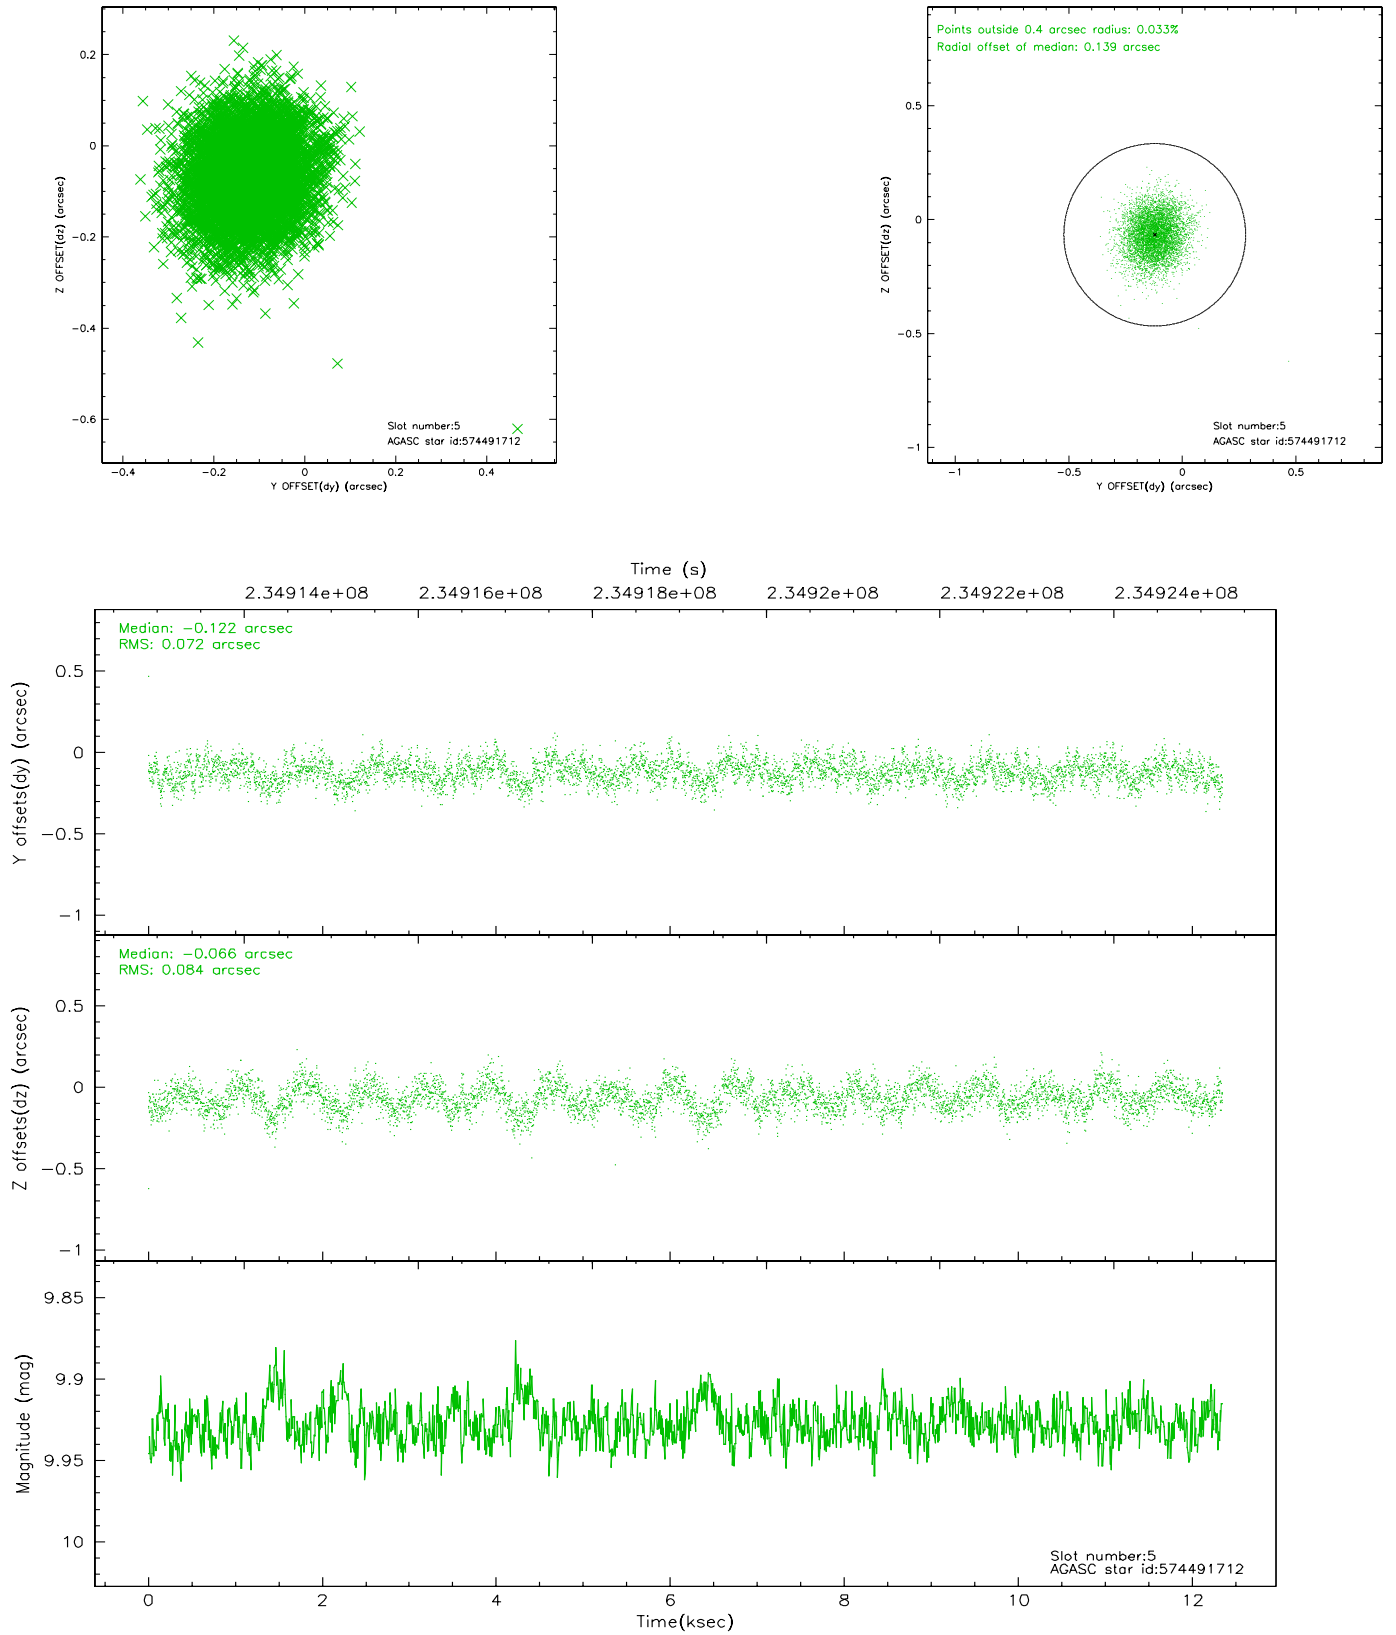 0.2
0
−0.2
−0.4
−0.6
Z OFFSET(dz) (arcsec)
Slot number:5
AGASC star id:574491712
−0.4
−0.2
0
0.2
0.4
Y OFFSET(dy) (arcsec)
Points outside 0.4 arcsec radius: 0.033%
Radial offset of median: 0.139 arcsec
0.5
0
−0.5
−1
Z OFFSET(dz) (arcsec)
Slot number:5
AGASC star id:574491712
−1
−0.5
0
0.5
Y OFFSET(dy) (arcsec)
Time (s)
2.34914e+08
2.34916e+08
2.34918e+08
2.3492e+08
2.34922e+08
2.34924e+08
Median: −0.122 arcsec
RMS: 0.072 arcsec
0.5
0
−0.5
−1
Y offsets(dy) (arcsec)
Median: −0.066 arcsec
RMS: 0.084 arcsec
0.5
0
−0.5
−1
Z offsets(dz) (arcsec)
9.85
9.9
9.95
10
Magnitude (mag)
Slot number:5
AGASC star id:574491712
0
2
4
6
8
10
12
Time(ksec)